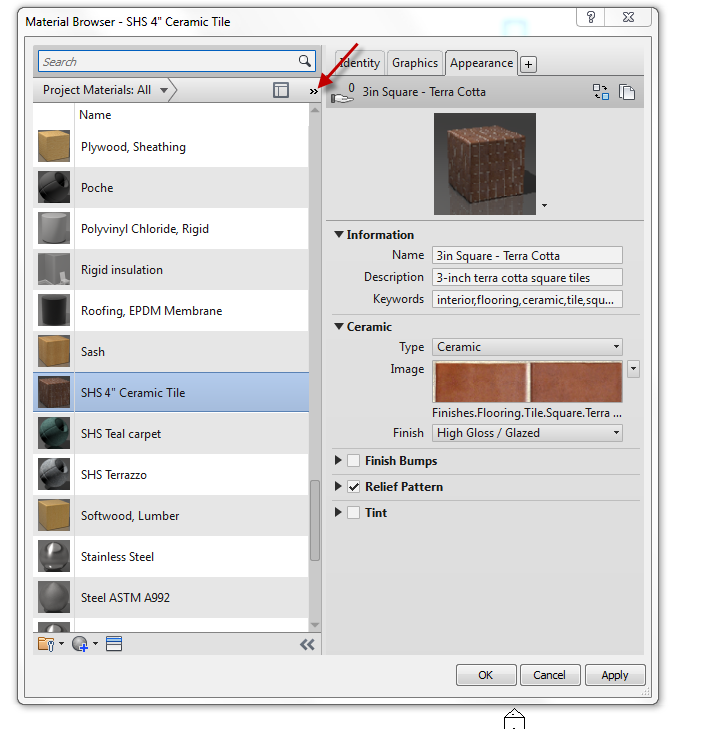 Material Browser - SHS 4" Ceramic Tile
?
Search
Identity Graphics Appearance +
Project Materials: All »
0 3in Square - Terra Cotta
Name
Plywood, Sheathing
Poche
Polyvinyl Chloride, Rigid
Rigid insulation
Roofing, EPDM Membrane
Sash
SHS 4" Ceramic Tile
SHS Teal carpet
SHS Terrazzo
Softwood, Lumber
Stainless Steel
Steel ASTM A992
Information
Name 3in Square - Terra Cotta
Description 3-inch terra cotta square tiles
Keywords interior,flooring,ceramic,tile,squ...
Ceramic
Type Ceramic
Image
Finishes.Flooring.Tile.Square.Terra ...
Finish High Gloss / Glazed
Finish Bumps
Relief Pattern
Tint
OK Cancel Apply